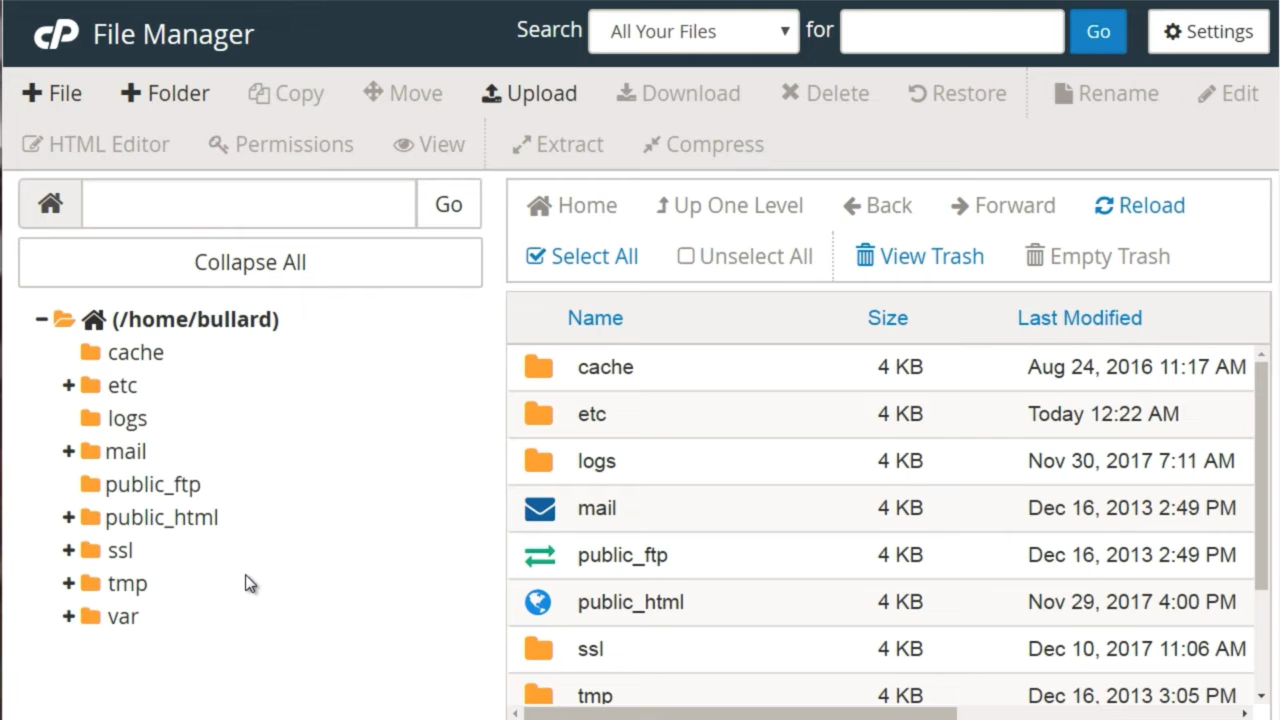 cP File Manager Search All Your Files for Go Settings
File Folder Copy Move Upload Download Delete Restore Rename Edit
HTML Editor Permissions View Extract Compress
Go
Collapse All
(/home/bullard)
cache
etc
logs
mail
public_ftp
public_html
ssl
tmp
var
Home Up One Level Back Forward Reload
Select All Unselect All View Trash Empty Trash
Name Size Last Modified
cache 4 KB Aug 24, 2016 11:17 AM
etc 4 KB Today 12:22 AM
logs 4 KB Nov 30, 2017 7:11 AM
mail 4 KB Dec 16, 2013 2:49 PM
public_ftp 4 KB Dec 16, 2013 2:49 PM
public_html 4 KB Nov 29, 2017 4:00 PM
ssl 4 KB Dec 10, 2017 11:06 AM
tmp 4 KB Dec 16, 2013 3:05 PM